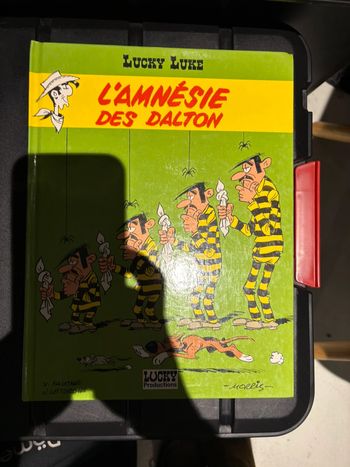 LUCKY LUKE
L'AMNÉSIE
DES DALTON
LUCKY
Productions
-MORRIS-